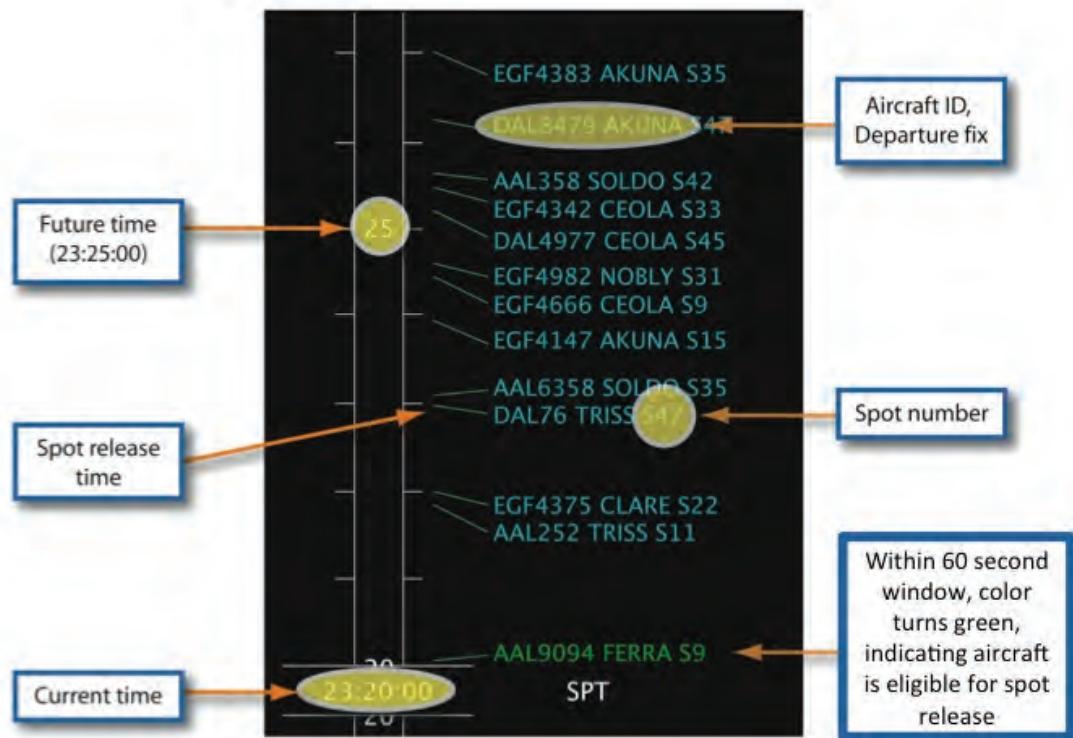 EGF4383 AKUNA S35
Aircraft ID,
Departure fix
DAL3479 AKUNA S47
AAL358 SOLDO S42
EGF4342 CEOLA S33
Future time
(23:25:00)
25
DAL4977 CEOLA S45
EGF4982 NOBLY S31
EGF4666 CEOLA S9
EGF4147 AKUNA S15
AAL6358 SOLDO S35
DAL76 TRISS S47
Spot number
Spot release
time
EGF4375 CLARE S22
AAL252 TRISS S11
Within 60 second
window, color
turns green,
indicating aircraft
is eligible for spot
release
AAL9094 FERRA S9
Current time
23:20:00
SPT
20